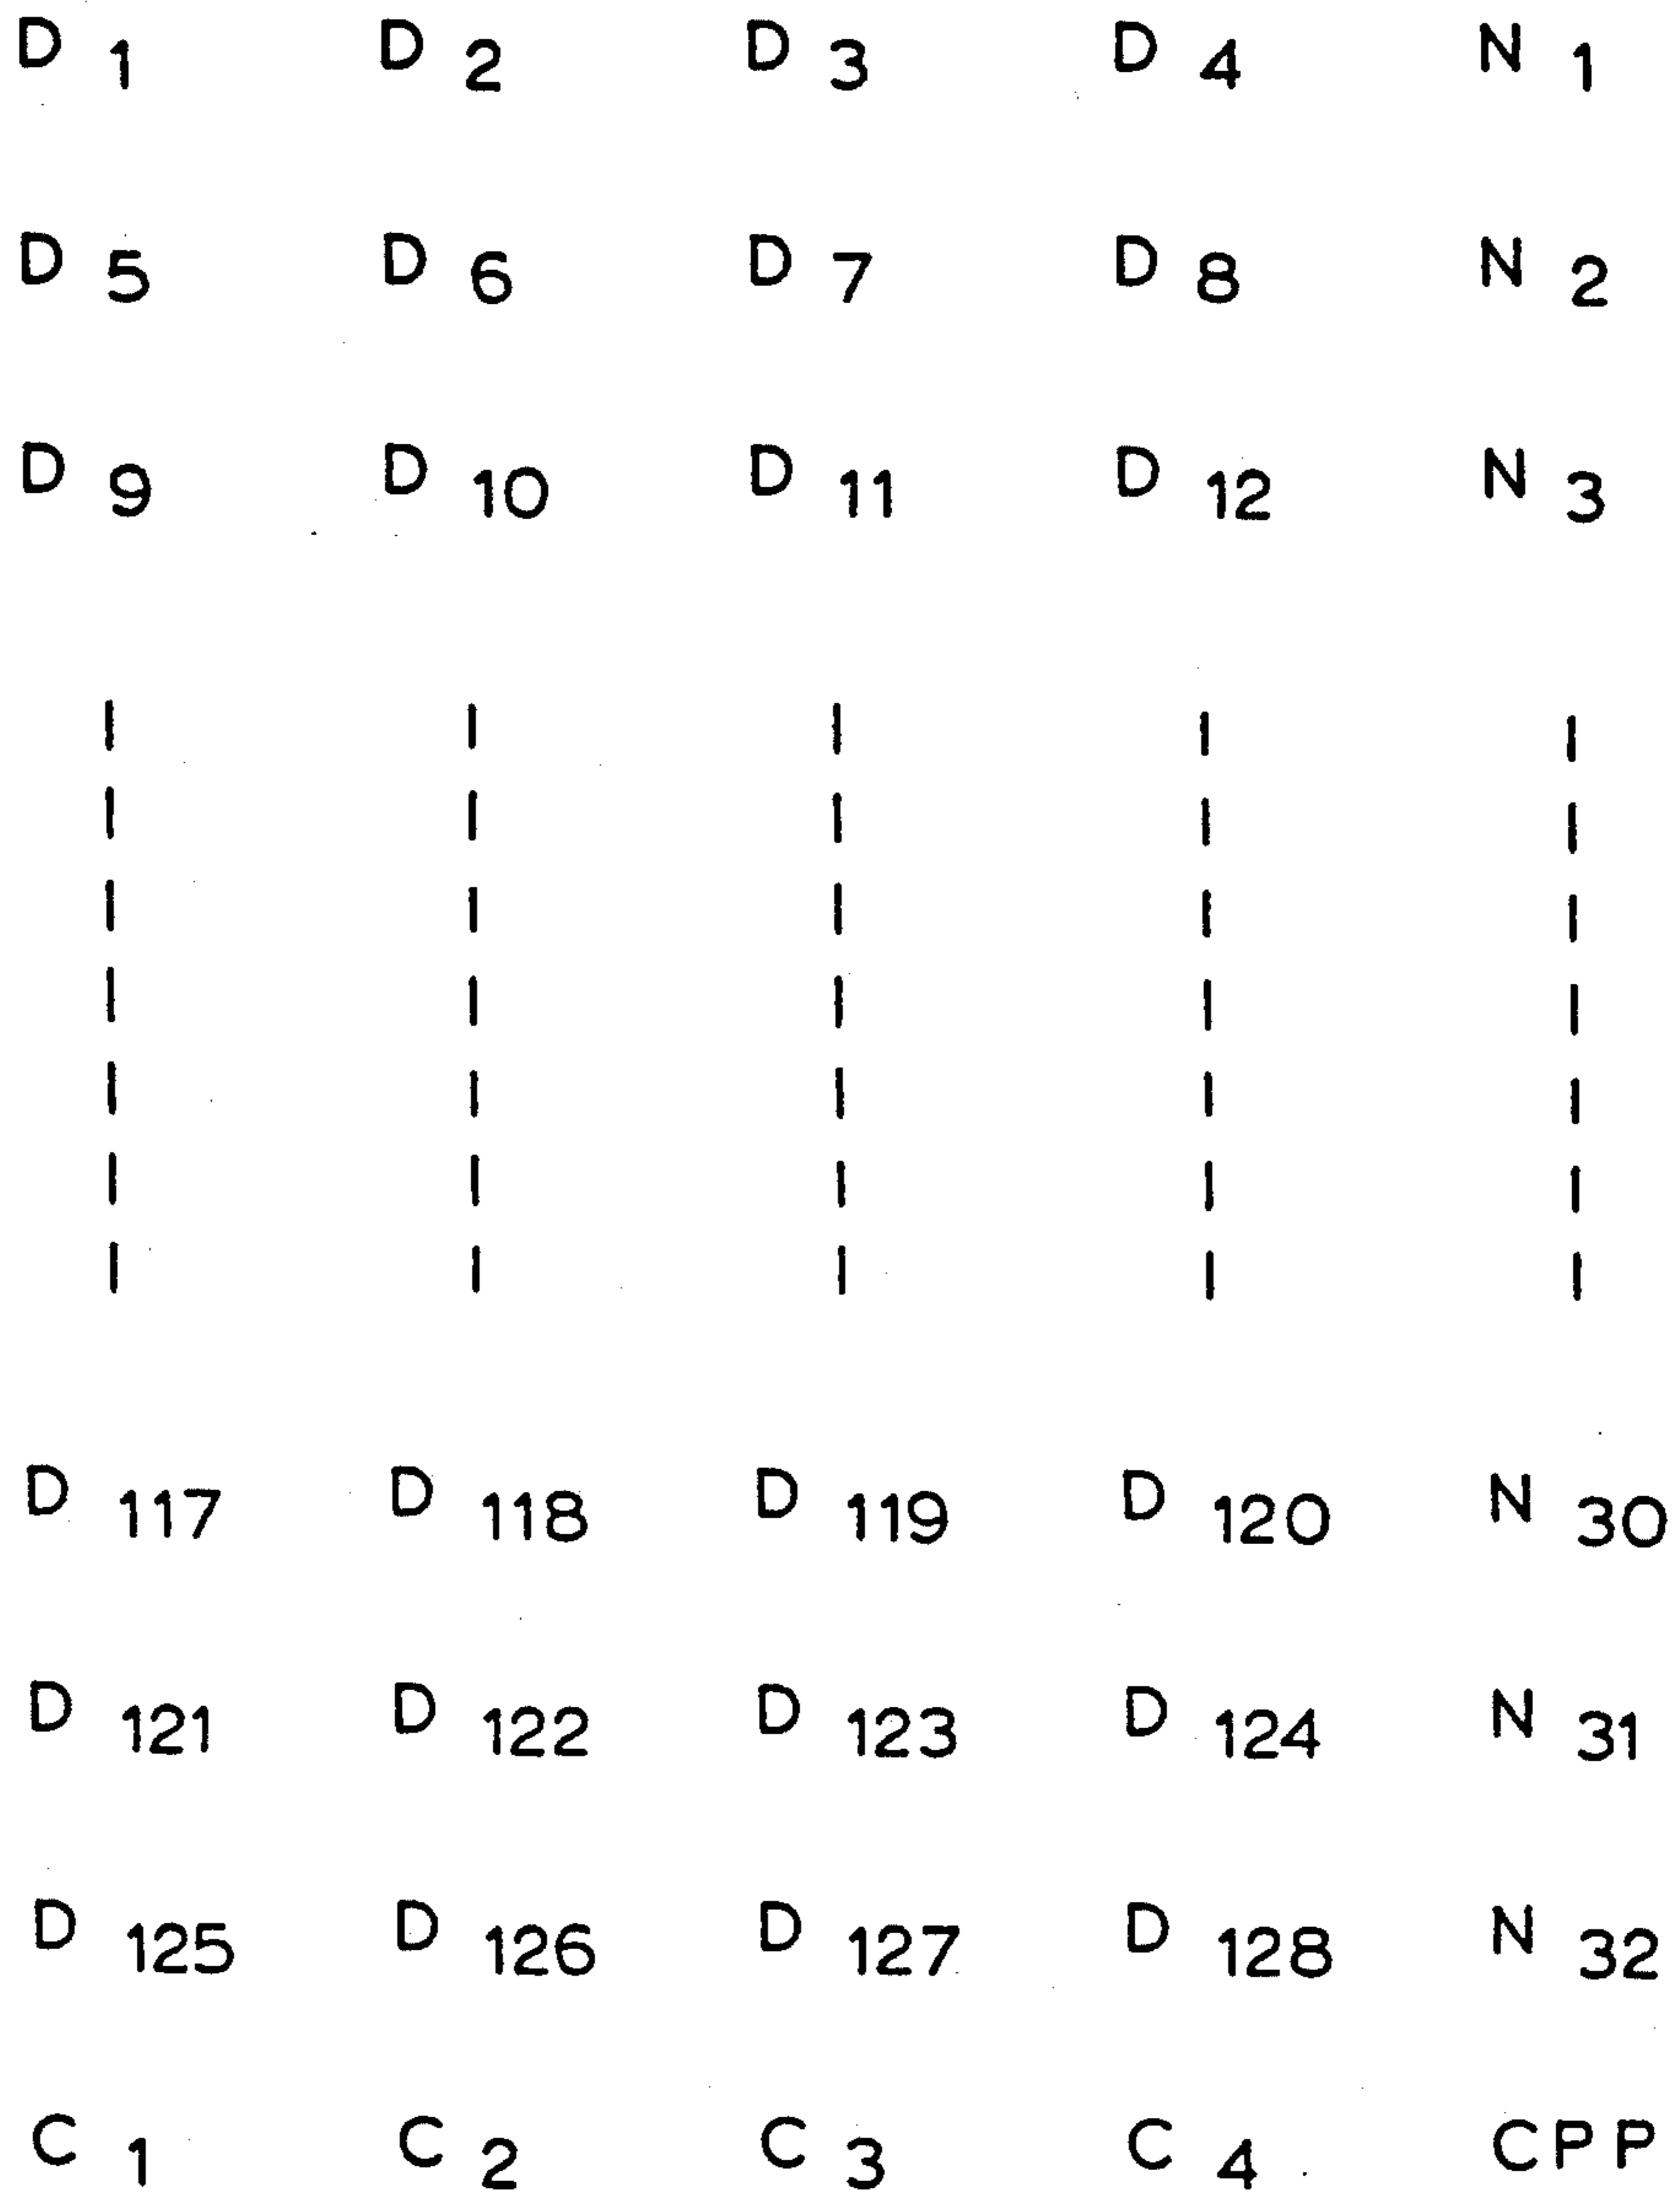 D 1 D 2 D 3 D 4 N 1
D 5 D 6 D 7 D 8 N 2
D 9 D 10 D 11 D 12 N 3
D 117 D 118 D 119 D 120 N 30
D 121 D 122 D 123 D 124 N 31
D 125 D 126 D 127 D 128 N 32
C 1 C 2 C 3 C 4 CPP